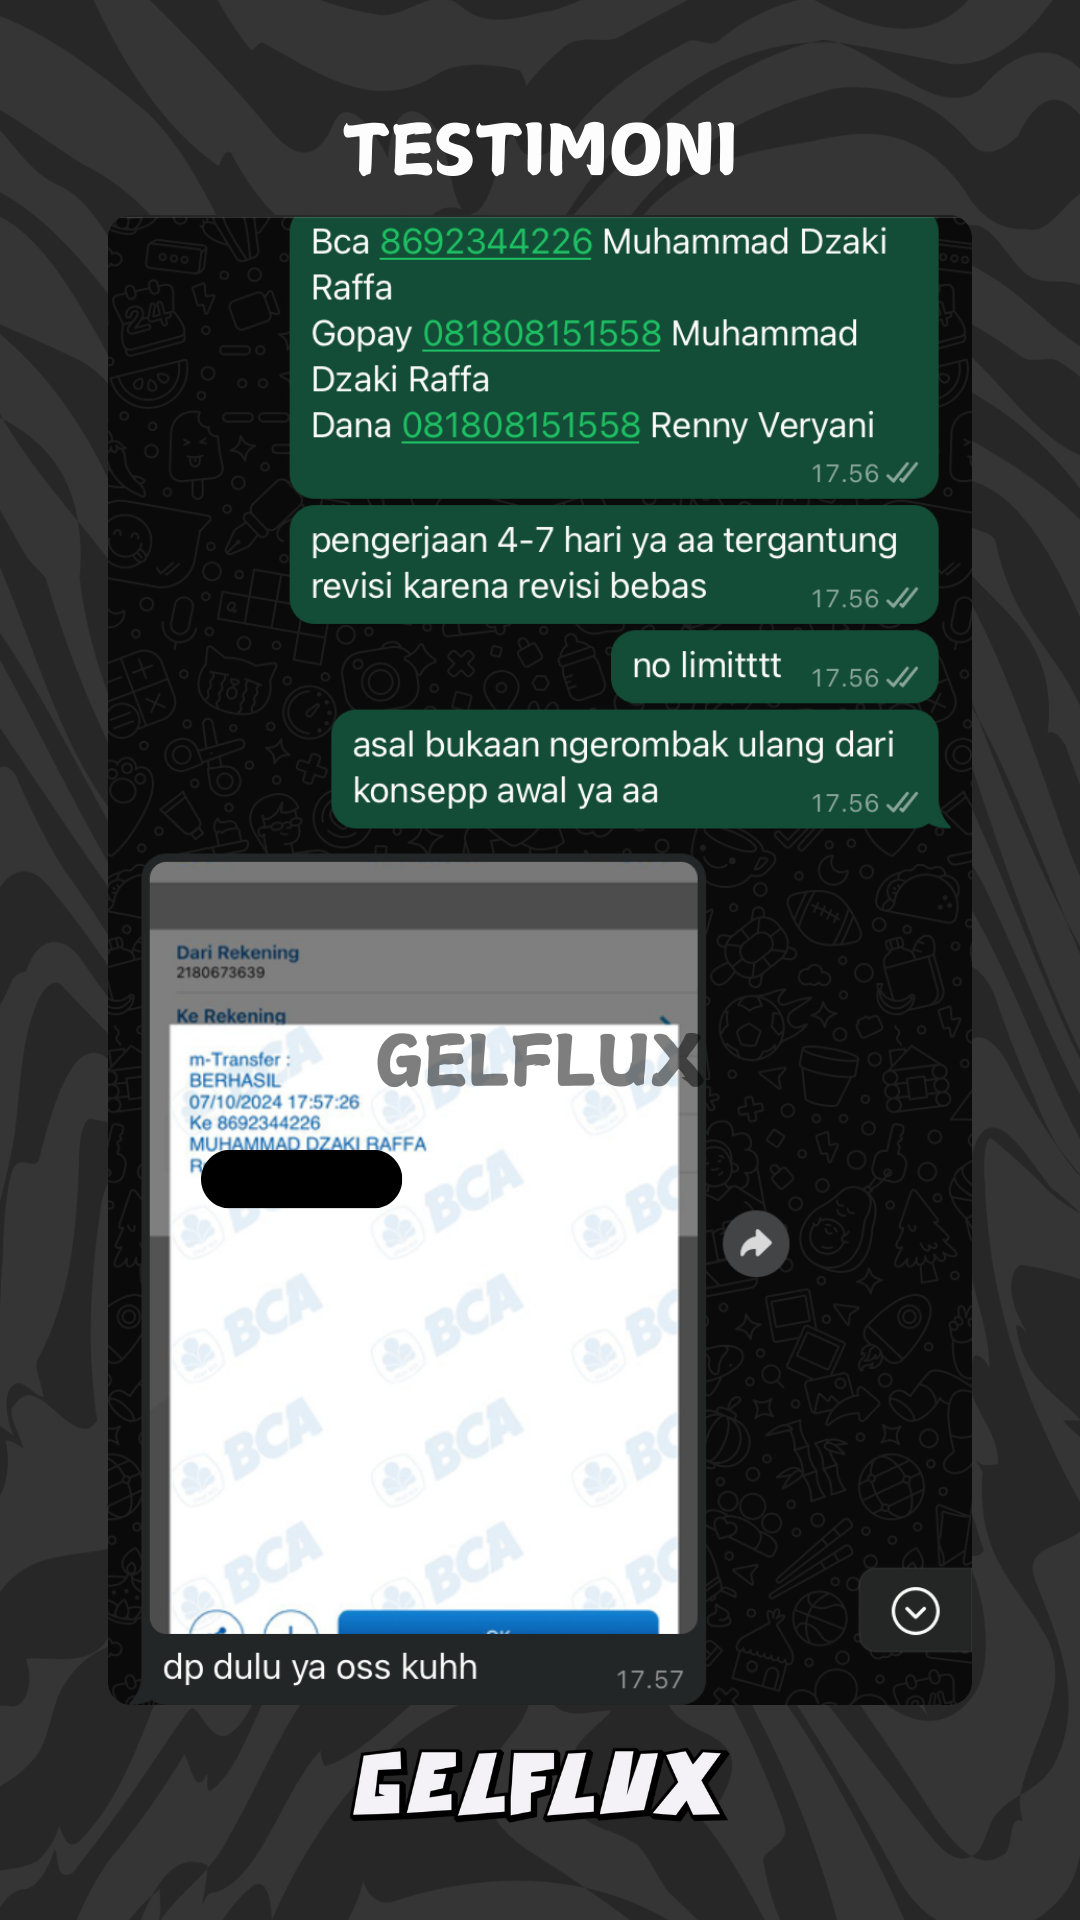 TESTIMONI
Bca 8692344226 Muhammad Dzaki
Raffa
Gopay 081808151558 Muhammad
Dzaki Raffa
Dana 081808151558 Renny Veryani
17.56
pengerjaan 4-7 hari ya aa tergantung
revisi karena revisi bebas
17.56
no limitttt 17.56
asal bukaan ngerombak ulang dari
konsepp awal ya aa
17.56
Dari Rekening
2180673639
Ke Rekening
GELFLUX
m-Transfer :
BERHASIL
07/10/2024 17:57:26
Ke 8692344226
MUHAMMAD DZAKI RAFFA
BCA BCA
BCA BCA
BCA BCA
BCA BCA
dp dulu ya oss kuhh
17.57
GELFLUX